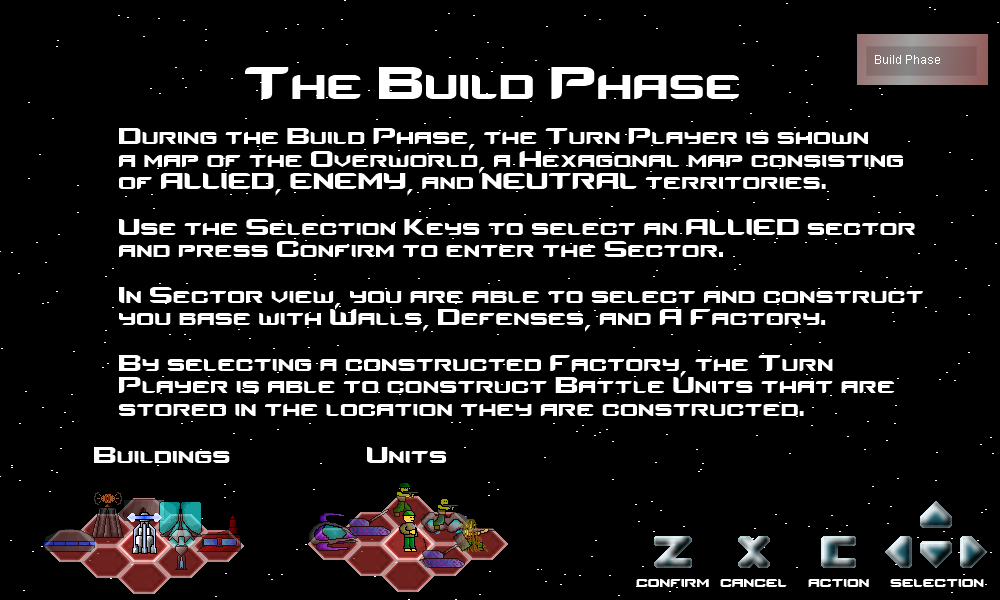 Build Phase
The Build Phase
During the Build Phase, the Turn Player is shown
a map of the Overworld, a Hexagonal map consisting
of ALLIED, ENEMY, and NEUTRAL territories.
Use the Selection Keys to select an ALLIED sector
and press Confirm to enter the Sector.
In Sector view, you are able to select and construct
you base with Walls, Defenses, and A Factory.
By selecting a constructed Factory, the Turn
Player is able to construct Battle Units that are
stored in the location they are constructed.
Buildings
Units
Z
X
C
Confirm
Cancel
Action
Selection